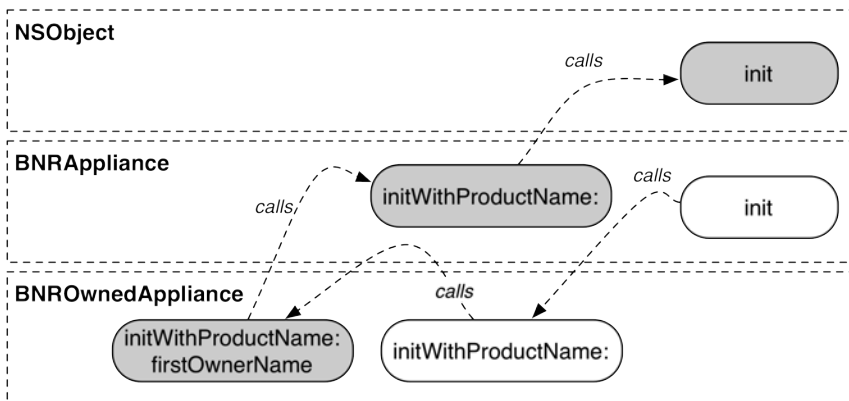 NSObject
calls
init
BNRAppliance
initWithProductName:
calls
init
calls
BNROwnedAppliance
calls
initWithProductName:
firstOwnerName
initWithProductName: